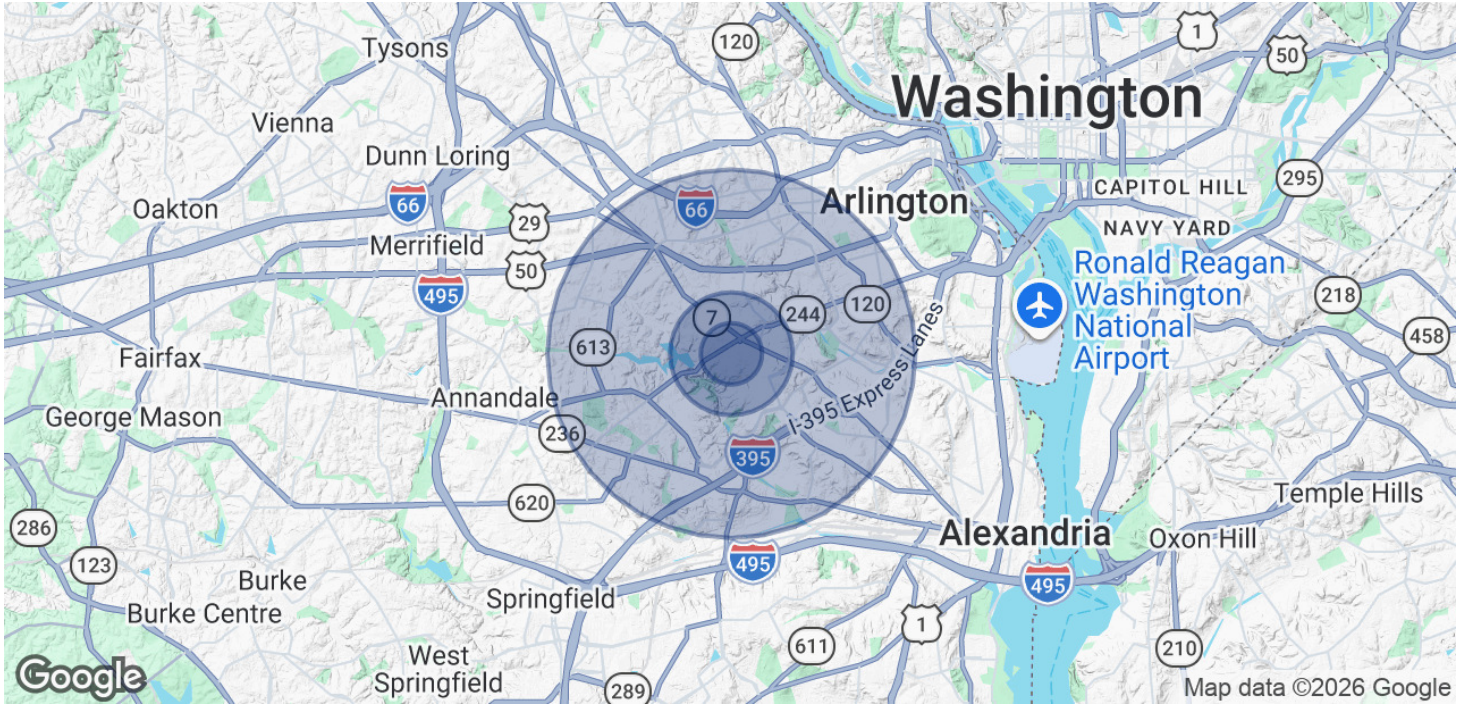 Tysons
120
1
50
Washington
Vienna
Dunn Loring
66
Oakton
29
66
Arlington
CAPITOL HILL
295
Merrifield
NAVY YARD
50
495
Ronald Reagan
Washington
National
Airport
7
244
120
218
613
458
Fairfax
Annandale
I-395 Express Lanes
George Mason
236
395
620
Temple Hills
286
Alexandria
Oxon Hill
123
495
495
Burke
Springfield
Burke Centre
1
611
210
West
Springfield
289
Google
Map data ©2026 Google